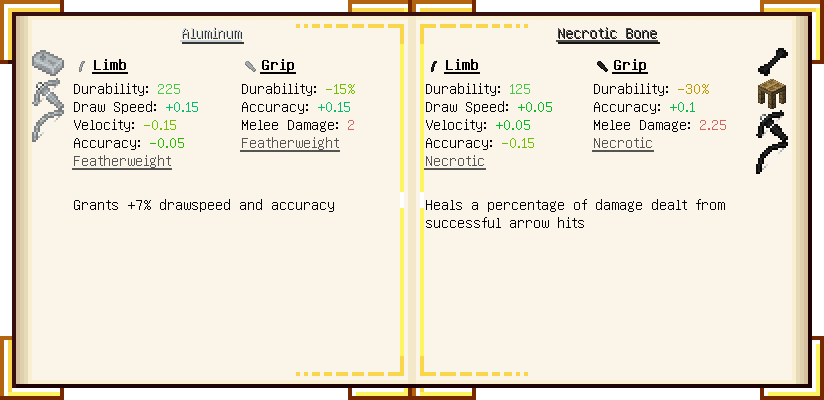 Aluminum
Limb
Durability: 225
Draw Speed: +0.15
Velocity: -0.15
Accuracy: -0.05
Featherweight
Grip
Durability: -15%
Accuracy: +0.15
Melee Damage: 2
Featherweight
Grants +7% drawspeed and accuracy
Necrotic Bone
Limb
Durability: 125
Draw Speed: +0.05
Velocity: +0.05
Accuracy: -0.15
Necrotic
Grip
Durability: -30%
Accuracy: +0.1
Melee Damage: 2.25
Necrotic
Heals a percentage of damage dealt from
successful arrow hits